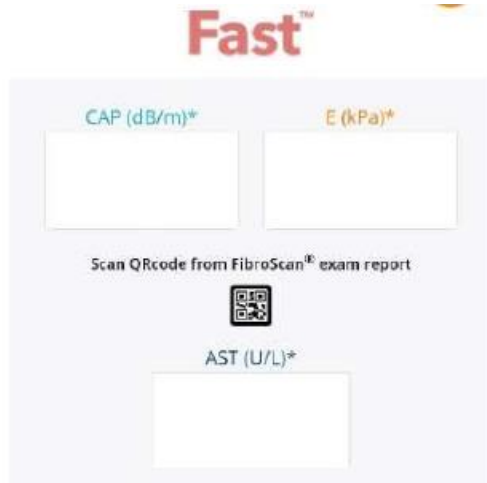 Fast™
CAP (dB/m)* E (kPa)*
Scan QRcode from FibroScan® exam report
AST (U/L)*